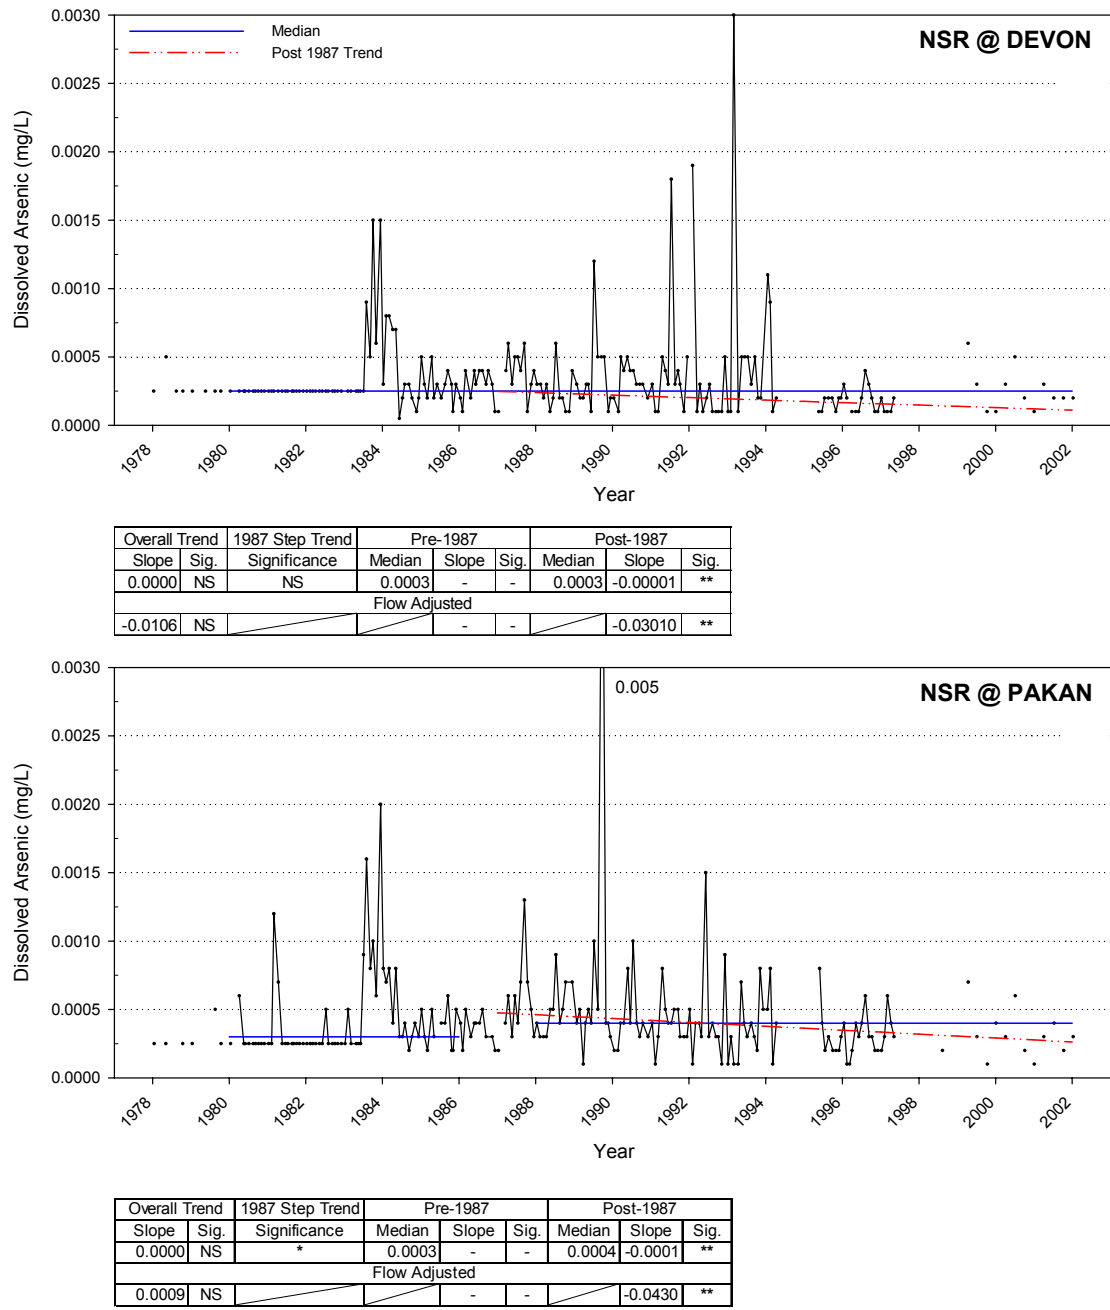 0.0030
Median
Post 1987 Trend
NSR @ DEVON
0.0025
0.0020
0.0015
0.0010
0.0005
0.0000
Dissolved Arsenic (mg/L)
1978 1980 1982 1984 1986 1988 1990 1992 1994 1996 1998 2000 2002
Year
Overall Trend 1987 Step Trend Pre-1987 Post-1987
Slope Sig. Significance Median Slope Sig. Median Slope Sig.
0.0000 NS NS 0.0003 - - 0.0003 -0.00001 **
Flow Adjusted
-0.0106 NS - - -0.03010 **
0.0030
0.005
NSR @ PAKAN
0.0025
0.0020
0.0015
0.0010
0.0005
0.0000
Dissolved Arsenic (mg/L)
1978 1980 1982 1984 1986 1988 1990 1992 1994 1996 1998 2000 2002
Year
Overall Trend 1987 Step Trend Pre-1987 Post-1987
Slope Sig. Significance Median Slope Sig. Median Slope Sig.
0.0000 NS * 0.0003 - - 0.0004 -0.0001 **
Flow Adjusted
0.0009 NS - - -0.0430 **